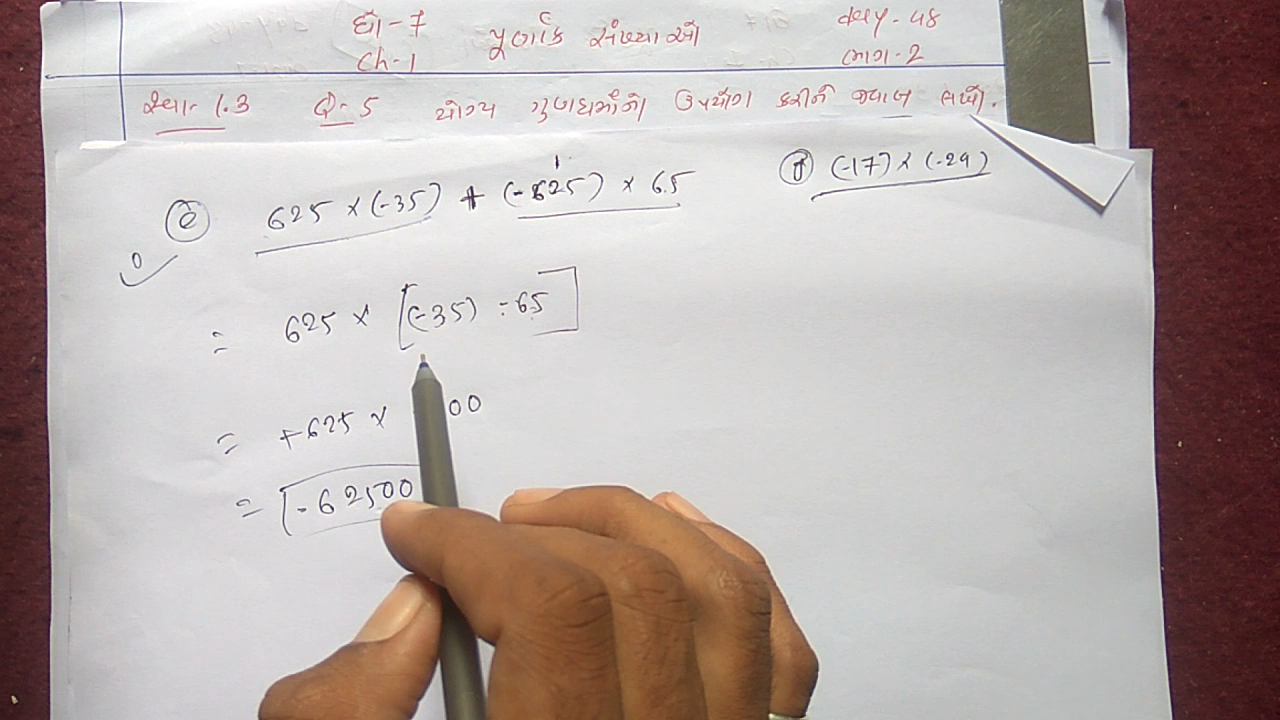 ધો-7 પૂર્ણાંક સંખ્યાઓ day-48
Ch-1 ભાગ-2
સ્વા- 1.3 Q-5 યોગ્ય ગુણધર્મોનો ઉપયોગ કરીને જવાબ લખો.
(e) 625 × (-35) + (-625) × 65
= 625 × [(-35) - 65]
= +625 × 00
= -62500
(f) (-17) × (-29)